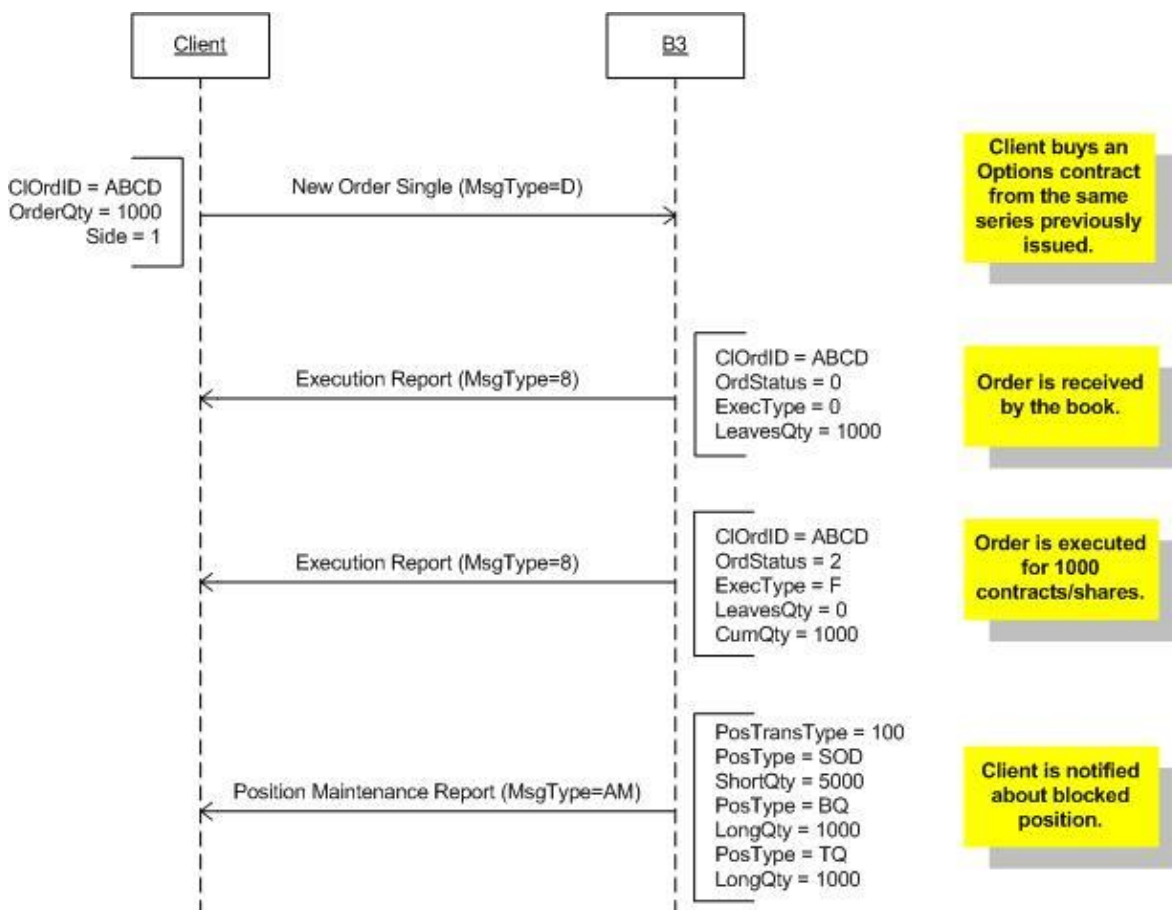 Client
B3
ClOrdID = ABCD
OrderQty = 1000
Side = 1
New Order Single (MsgType=D)
Client buys an
Options contract
from the same
series previously
issued.
Execution Report (MsgType=8)
ClOrdID = ABCD
OrdStatus = 0
ExecType = 0
LeavesQty = 1000
Order is received
by the book.
Execution Report (MsgType=8)
ClOrdID = ABCD
OrdStatus = 2
ExecType = F
LeavesQty = 0
CumQty = 1000
Order is executed
for 1000
contracts/shares.
Position Maintenance Report (MsgType=AM)
PosTransType = 100
PosType = SOD
ShortQty = 5000
PosType = BQ
LongQty = 1000
PosType = TQ
LongQty = 1000
Client is notified
about blocked
position.